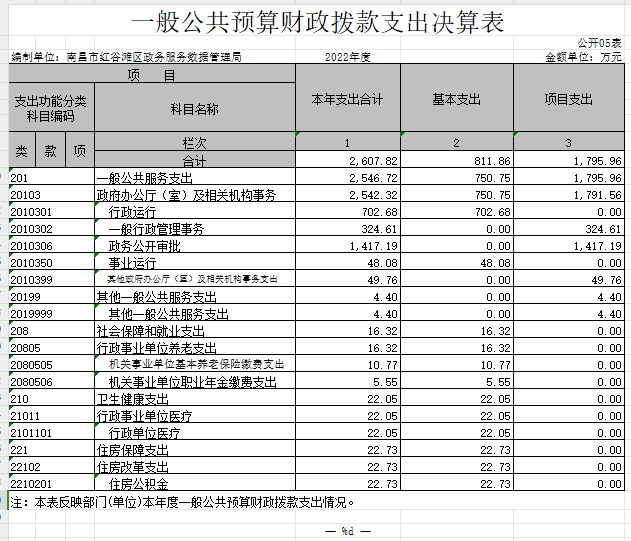 一般公共预算财政拨款支出决算表
公开05表
编制单位：南昌市红谷滩区政务服务数据管理局 2022年度 金额单位：万元
项 目 本年支出合计 基本支出 项目支出
支出功能分类科目编码 科目名称
类 款 项 栏次 1 2 3
合计 2,607.82 811.86 1,795.96
201 一般公共服务支出 2,546.72 750.75 1,795.96
20103 政府办公厅（室）及相关机构事务 2,542.32 750.75 1,791.56
2010301 行政运行 702.68 702.68 0.00
2010302 一般行政管理事务 324.61 0.00 324.61
2010306 政务公开审批 1,417.19 0.00 1,417.19
2010350 事业运行 48.08 48.08 0.00
2010399 其他政府办公厅（室）及相关机构事务支出 49.76 0.00 49.76
20199 其他一般公共服务支出 4.40 0.00 4.40
2019999 其他一般公共服务支出 4.40 0.00 4.40
208 社会保障和就业支出 16.32 16.32 0.00
20805 行政事业单位养老支出 16.32 16.32 0.00
2080505 机关事业单位基本养老保险缴费支出 10.77 10.77 0.00
2080506 机关事业单位职业年金缴费支出 5.55 5.55 0.00
210 卫生健康支出 22.05 22.05 0.00
21011 行政事业单位医疗 22.05 22.05 0.00
2101101 行政单位医疗 22.05 22.05 0.00
221 住房保障支出 22.73 22.73 0.00
22102 住房改革支出 22.73 22.73 0.00
2210201 住房公积金 22.73 22.73 0.00
注：本表反映部门(单位)本年度一般公共预算财政拨款支出情况。
— %d —